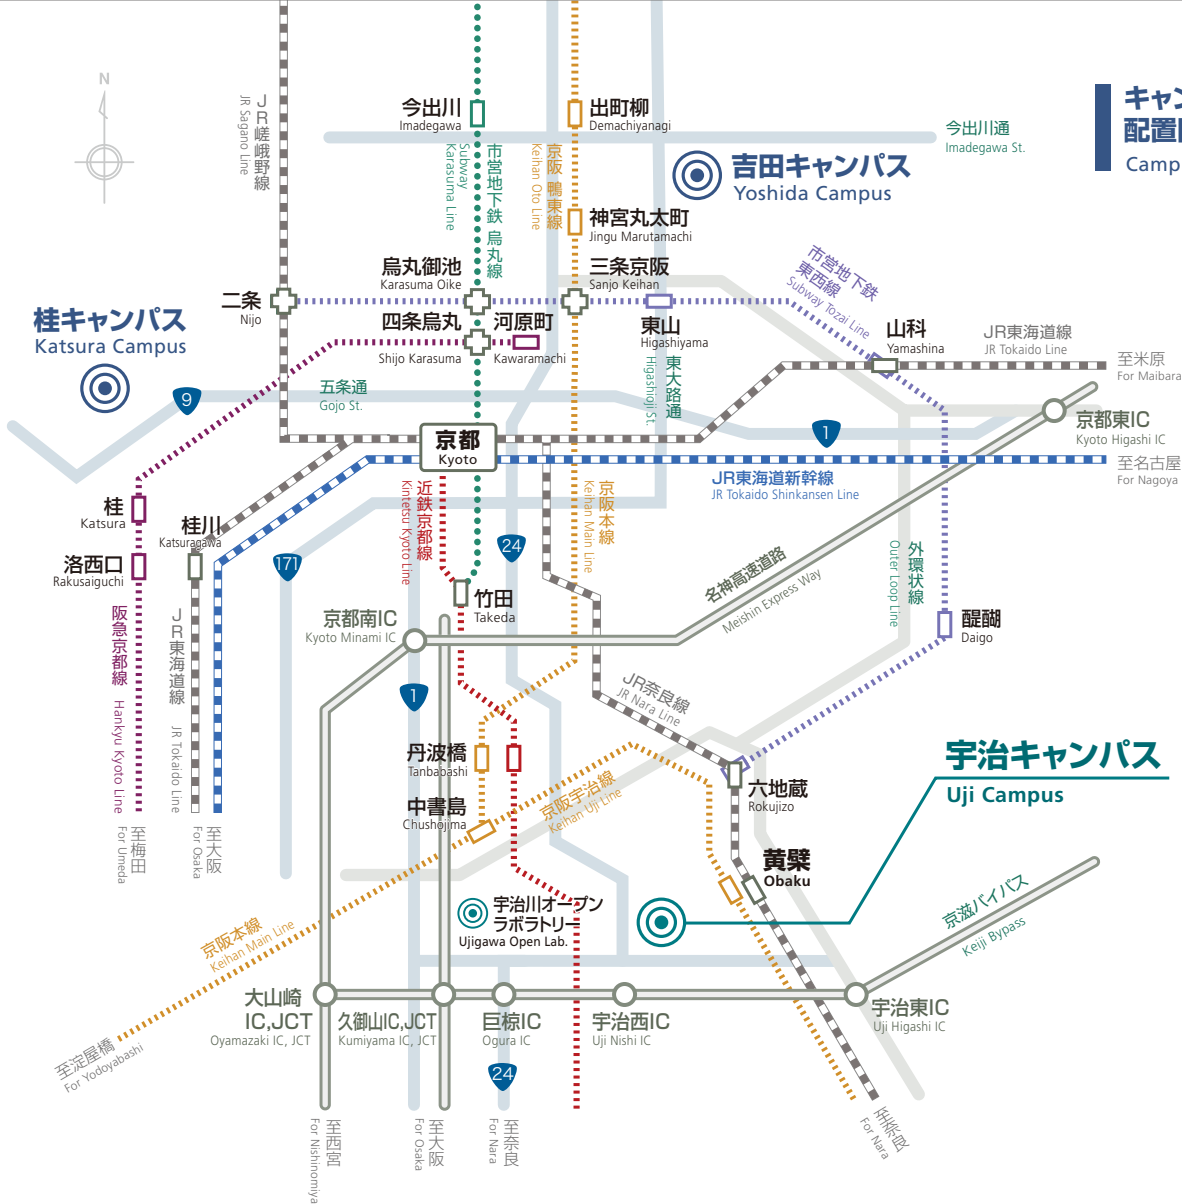 N
キャン
配置
Camp
今出川
Imadegawa
出町柳
Demachiyanagi
今出川通
Imadegawa St.
JR嵯峨野線
JR Sagano Line
市営地下鉄 烏丸線
Subway
Karasuma Line
京阪 鴨東線
Keihan Oto Line
吉田キャンパス
Yoshida Campus
神宮丸太町
Jingu Marutamachi
烏丸御池
Karasuma Oike
三条京阪
Sanjo Keihan
市営地下鉄
東西線
Subway Tozai Line
二条
Nijo
四条烏丸
Shijo Karasuma
河原町
Kawaramachi
東山
Higashiyama
山科
Yamashina
JR東海道線
JR Tokaido Line
至米原
For Maibara
桂キャンパス
Katsura Campus
東大路通
Higashioji St.
五条通
Gojo St.
9
1
京都
Kyoto
京都東IC
Kyoto Higashi IC
至名古屋
For Nagoya
JR東海道新幹線
JR Tokaido Shinkansen Line
桂
Katsura
桂川
Katsuragawa
洛西口
Rakusaiguchi
171
近鉄京都線
Kintetsu Kyoto Line
24
京阪本線
Keihan Main Line
名神高速道路
Meishin Express Way
外環状線
Outer Loop Line
竹田
Takeda
京都南IC
Kyoto Minami IC
醍醐
Daigo
阪急京都線
Hankyu Kyoto Line
JR東海道線
JR Tokaido Line
1
JR奈良線
JR Nara Line
丹波橋
Tanbabashi
中書島
Chushojima
京阪宇治線
Keihan Uji Line
六地蔵
Rokujizo
宇治キャンパス
Uji Campus
至梅田
For Umeda
至大阪
For Osaka
黄檗
Obaku
宇治川オープン
ラボラトリー
Ujigawa Open Lab.
京滋バイパス
Keiji Bypass
京阪本線
Keihan Main Line
至淀屋橋
For Yodoyabashi
大山崎
IC,JCT
Oyamazaki IC, JCT
久御山IC,JCT
Kumiyama IC, JCT
巨椋IC
Ogura IC
宇治西IC
Uji Nishi IC
宇治東IC
Uji Higashi IC
24
至西宮
For Nishinomiya
至大阪
For Osaka
至奈良
For Nara
至奈良
For Nara